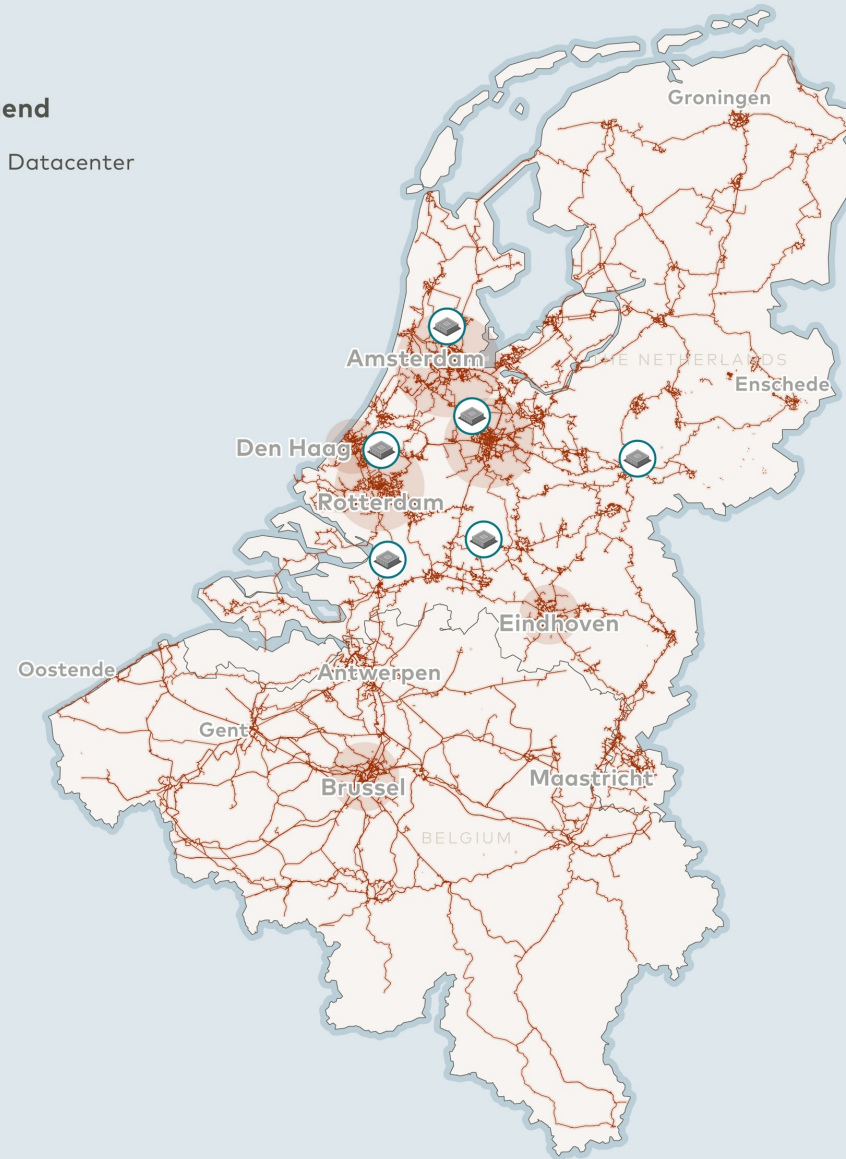 end
Datacenter
Groningen
Amsterdam
THE NETHERLANDS
Enschede
Den Haag
Rotterdam
Eindhoven
Oostende
Antwerpen
Gent
Maastricht
Brussel
BELGIUM